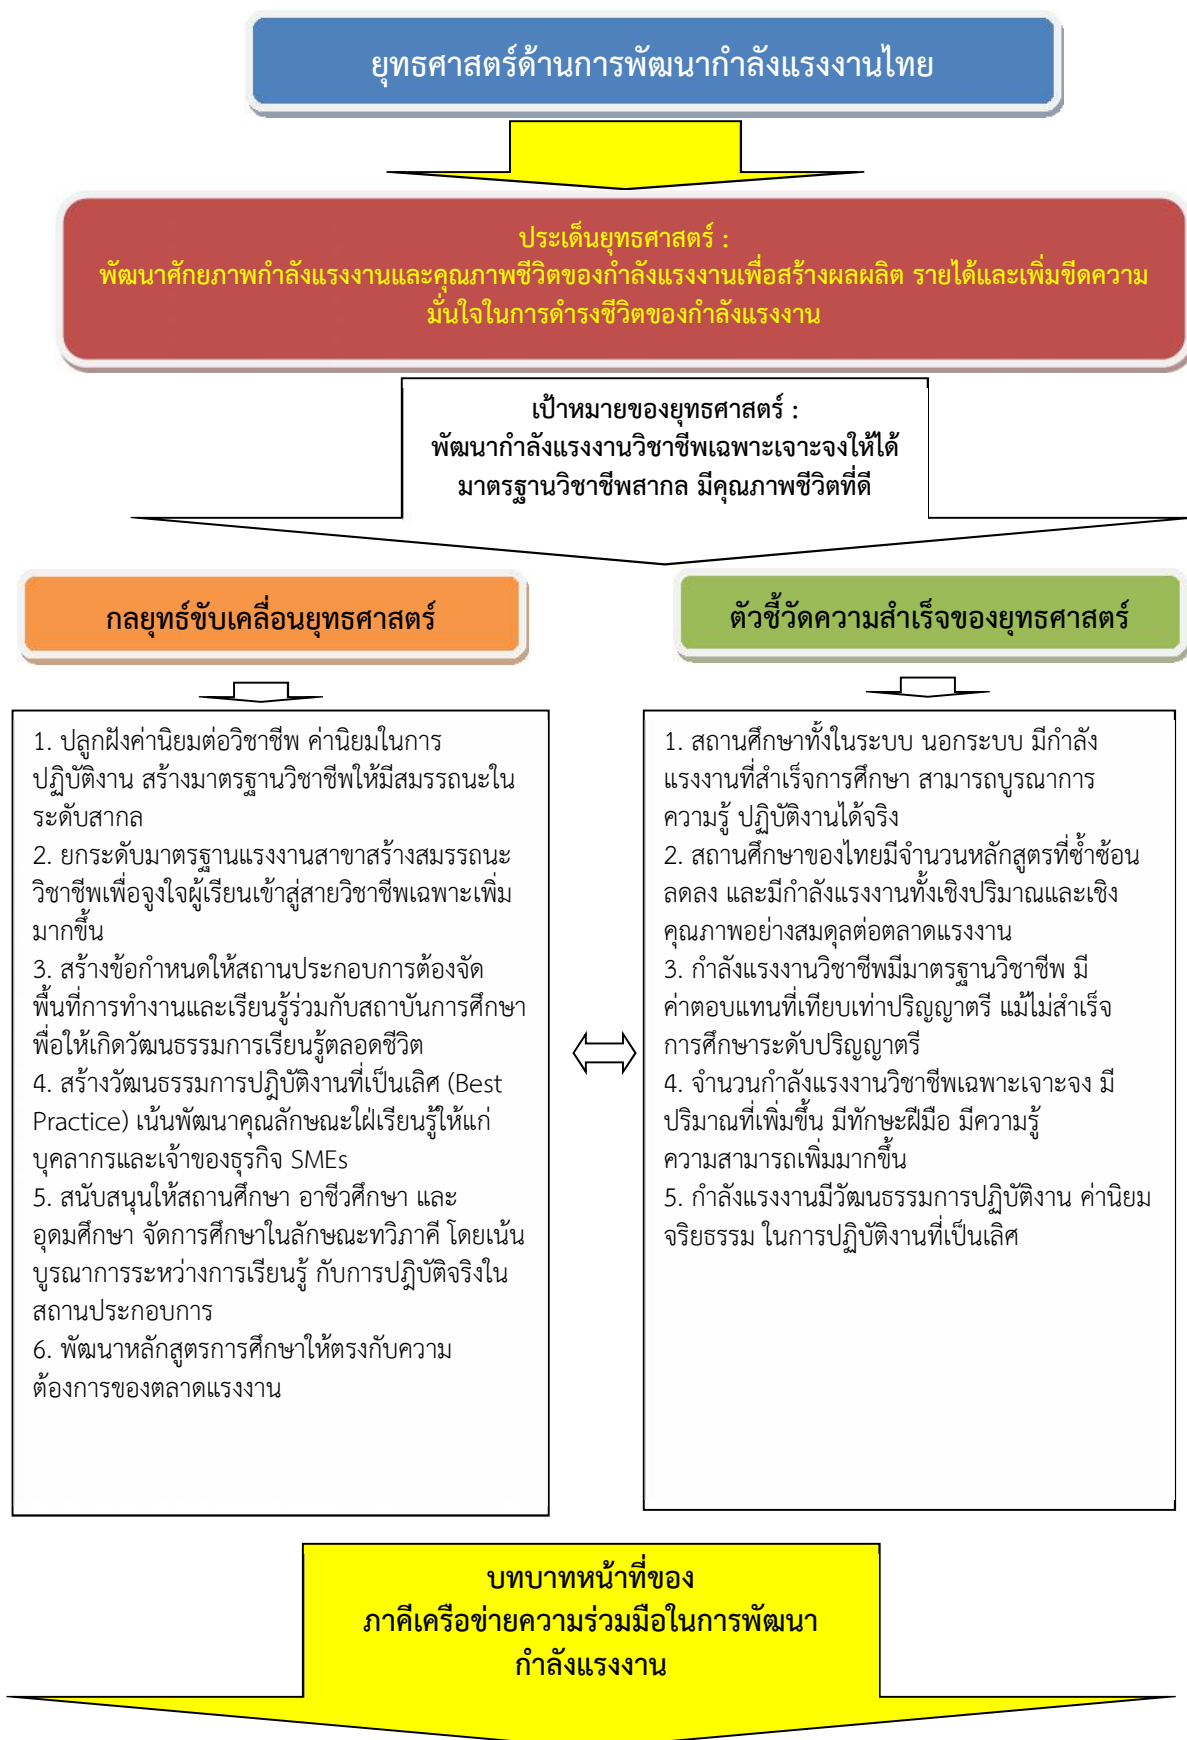 ยุทธศาสตร์ด้านการพัฒนากำลังแรงงานไทย
ประเด็นยุทธศาสตร์ :
พัฒนาศักยภาพกำลังแรงงานและคุณภาพชีวิตของกำลังแรงงานเพื่อสร้างผลผลิต รายได้และเพิ่มขีดความ
มั่นใจในการดำรงชีวิตของกำลังแรงงาน
เป้าหมายของยุทธศาสตร์ :
พัฒนากำลังแรงงานวิชาชีพเฉพาะเจาะจงให้ได้
มาตรฐานวิชาชีพสากล มีคุณภาพชีวิตที่ดี
กลยุทธ์ขับเคลื่อนยุทธศาสตร์
1. ปลูกฝังค่านิยมต่อวิชาชีพ ค่านิยมในการ
ปฏิบัติงาน สร้างมาตรฐานวิชาชีพให้มีสมรรถนะใน
ระดับสากล
2. ยกระดับมาตรฐานแรงงานสาขาสร้างสมรรถนะ
วิชาชีพเพื่อจูงใจผู้เรียนเข้าสู่สายวิชาชีพเฉพาะเพิ่ม
มากขึ้น
3. สร้างข้อกำหนดให้สถานประกอบการต้องจัด
พื้นที่การทำงานและเรียนรู้ร่วมกับสถาบันการศึกษา
พื่อให้เกิดวัฒนธรรมการเรียนรู้ตลอดชีวิต
4. สร้างวัฒนธรรมการปฎิบัติงานที่เป็นเลิศ (Best
Practice) เน้นพัฒนาคุณลักษณะใฝ่เรียนรู้ให้แก่
บุคลากรและเจ้าของธุรกิจ SMEs
5. สนับสนุนให้สถานศึกษา อาชีวศึกษา และ
อุดมศึกษา จัดการศึกษาในลักษณะทวิภาคี โดยเน้น
บูรณาการระหว่างการเรียนรู้ กับการปฎิบัติจริงใน
สถานประกอบการ
6. พัฒนาหลักสูตรการศึกษาให้ตรงกับความ
ต้องการของตลาดแรงงาน
ตัวชี้วัดความสำเร็จของยุทธศาสตร์
1. สถานศึกษาทั้งในระบบ นอกระบบ มีกำลัง
แรงงานที่สำเร็จการศึกษา สามารถบูรณาการ
ความรู้ ปฏิบัติงานได้จริง
2. สถานศึกษาของไทยมีจำนวนหลักสูตรที่ซ้ำซ้อน
ลดลง และมีกำลังแรงงานทั้งเชิงปริมาณและเชิง
คุณภาพอย่างสมดุลต่อตลาดแรงงาน
3. กำลังแรงงานวิชาชีพมีมาตรฐานวิชาชีพ มี
ค่าตอบแทนที่เทียบเท่าปริญญาตรี แม้ไม่สำเร็จ
การศึกษาระดับปริญญาตรี
4. จำนวนกำลังแรงงานวิชาชีพเฉพาะเจาะจง มี
ปริมาณที่เพิ่มขึ้น มีทักษะฝีมือ มีความรู้
ความสามารถเพิ่มมากขึ้น
5. กำลังแรงงานมีวัฒนธรรมการปฏิบัติงาน ค่านิยม
จริยธรรม ในการปฏิบัติงานที่เป็นเลิศ
บทบาทหน้าที่ของ
ภาคีเครือข่ายความร่วมมือในการพัฒนา
กำลังแรงงาน